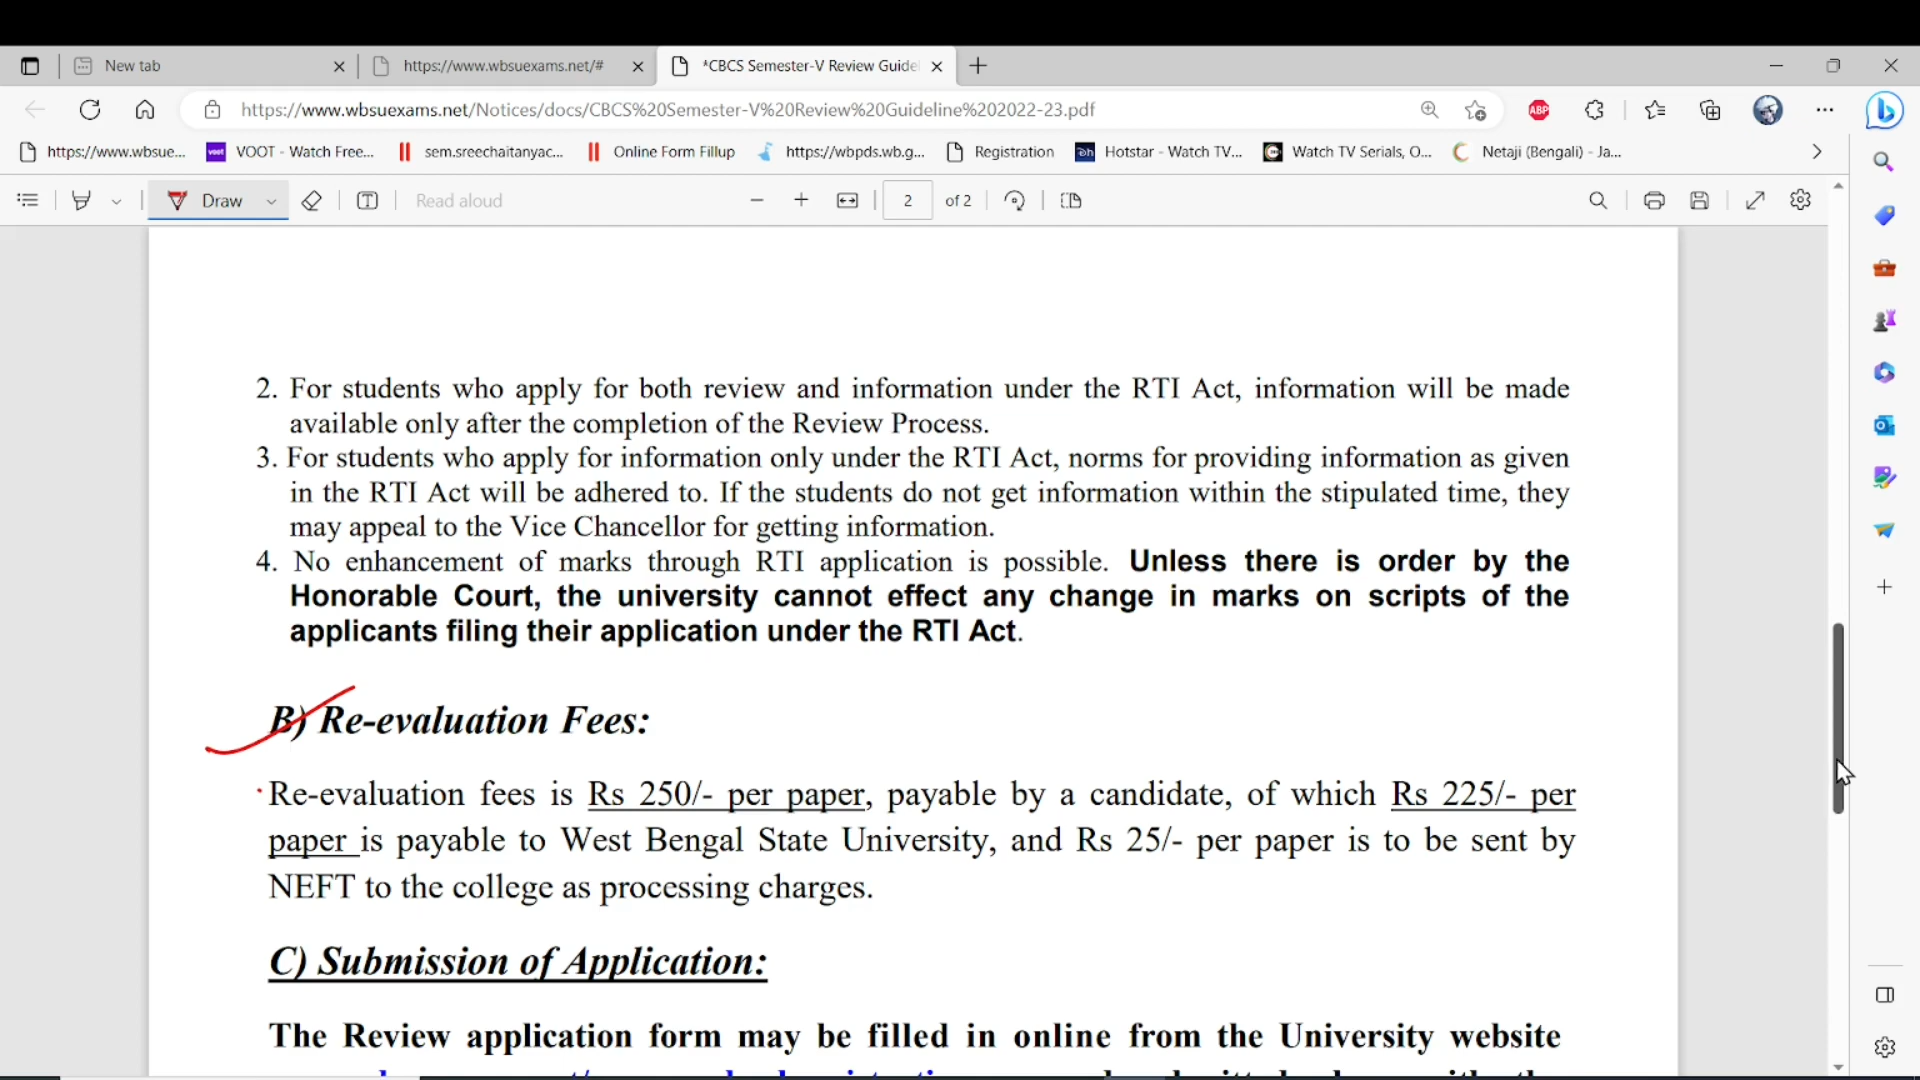 New tab
https://www.wbsuexams.net/#
*CBCS Semester-V Review Guide
https://www.wbsuexams.net/Notices/docs/CBCS%20Semester-V%20Review%20Guideline%202022-23.pdf
ABP
https://www.wbsue...
voot
VOOT - Watch Free...
sem.sreechaitanyac...
Online Form Fillup
https://wbpds.wb.g...
Registration
Hotstar - Watch TV...
Watch TV Serials, O...
Netaji (Bengali) - Ja...
Draw
Read aloud
2
of 2
2. For students who apply for both review and information under the RTI Act, information will be made
available only after the completion of the Review Process.
3. For students who apply for information only under the RTI Act, norms for providing information as given
in the RTI Act will be adhered to. If the students do not get information within the stipulated time, they
may appeal to the Vice Chancellor for getting information.
4. No enhancement of marks through RTI application is possible. Unless there is order by the
Honorable Court, the university cannot effect any change in marks on scripts of the
applicants filing their application under the RTI Act.
B) Re-evaluation Fees:
Re-evaluation fees is Rs 250/- per paper, payable by a candidate, of which Rs 225/- per
paper is payable to West Bengal State University, and Rs 25/- per paper is to be sent by
NEFT to the college as processing charges.
C) Submission of Application:
The Review application form may be filled in online from the University website